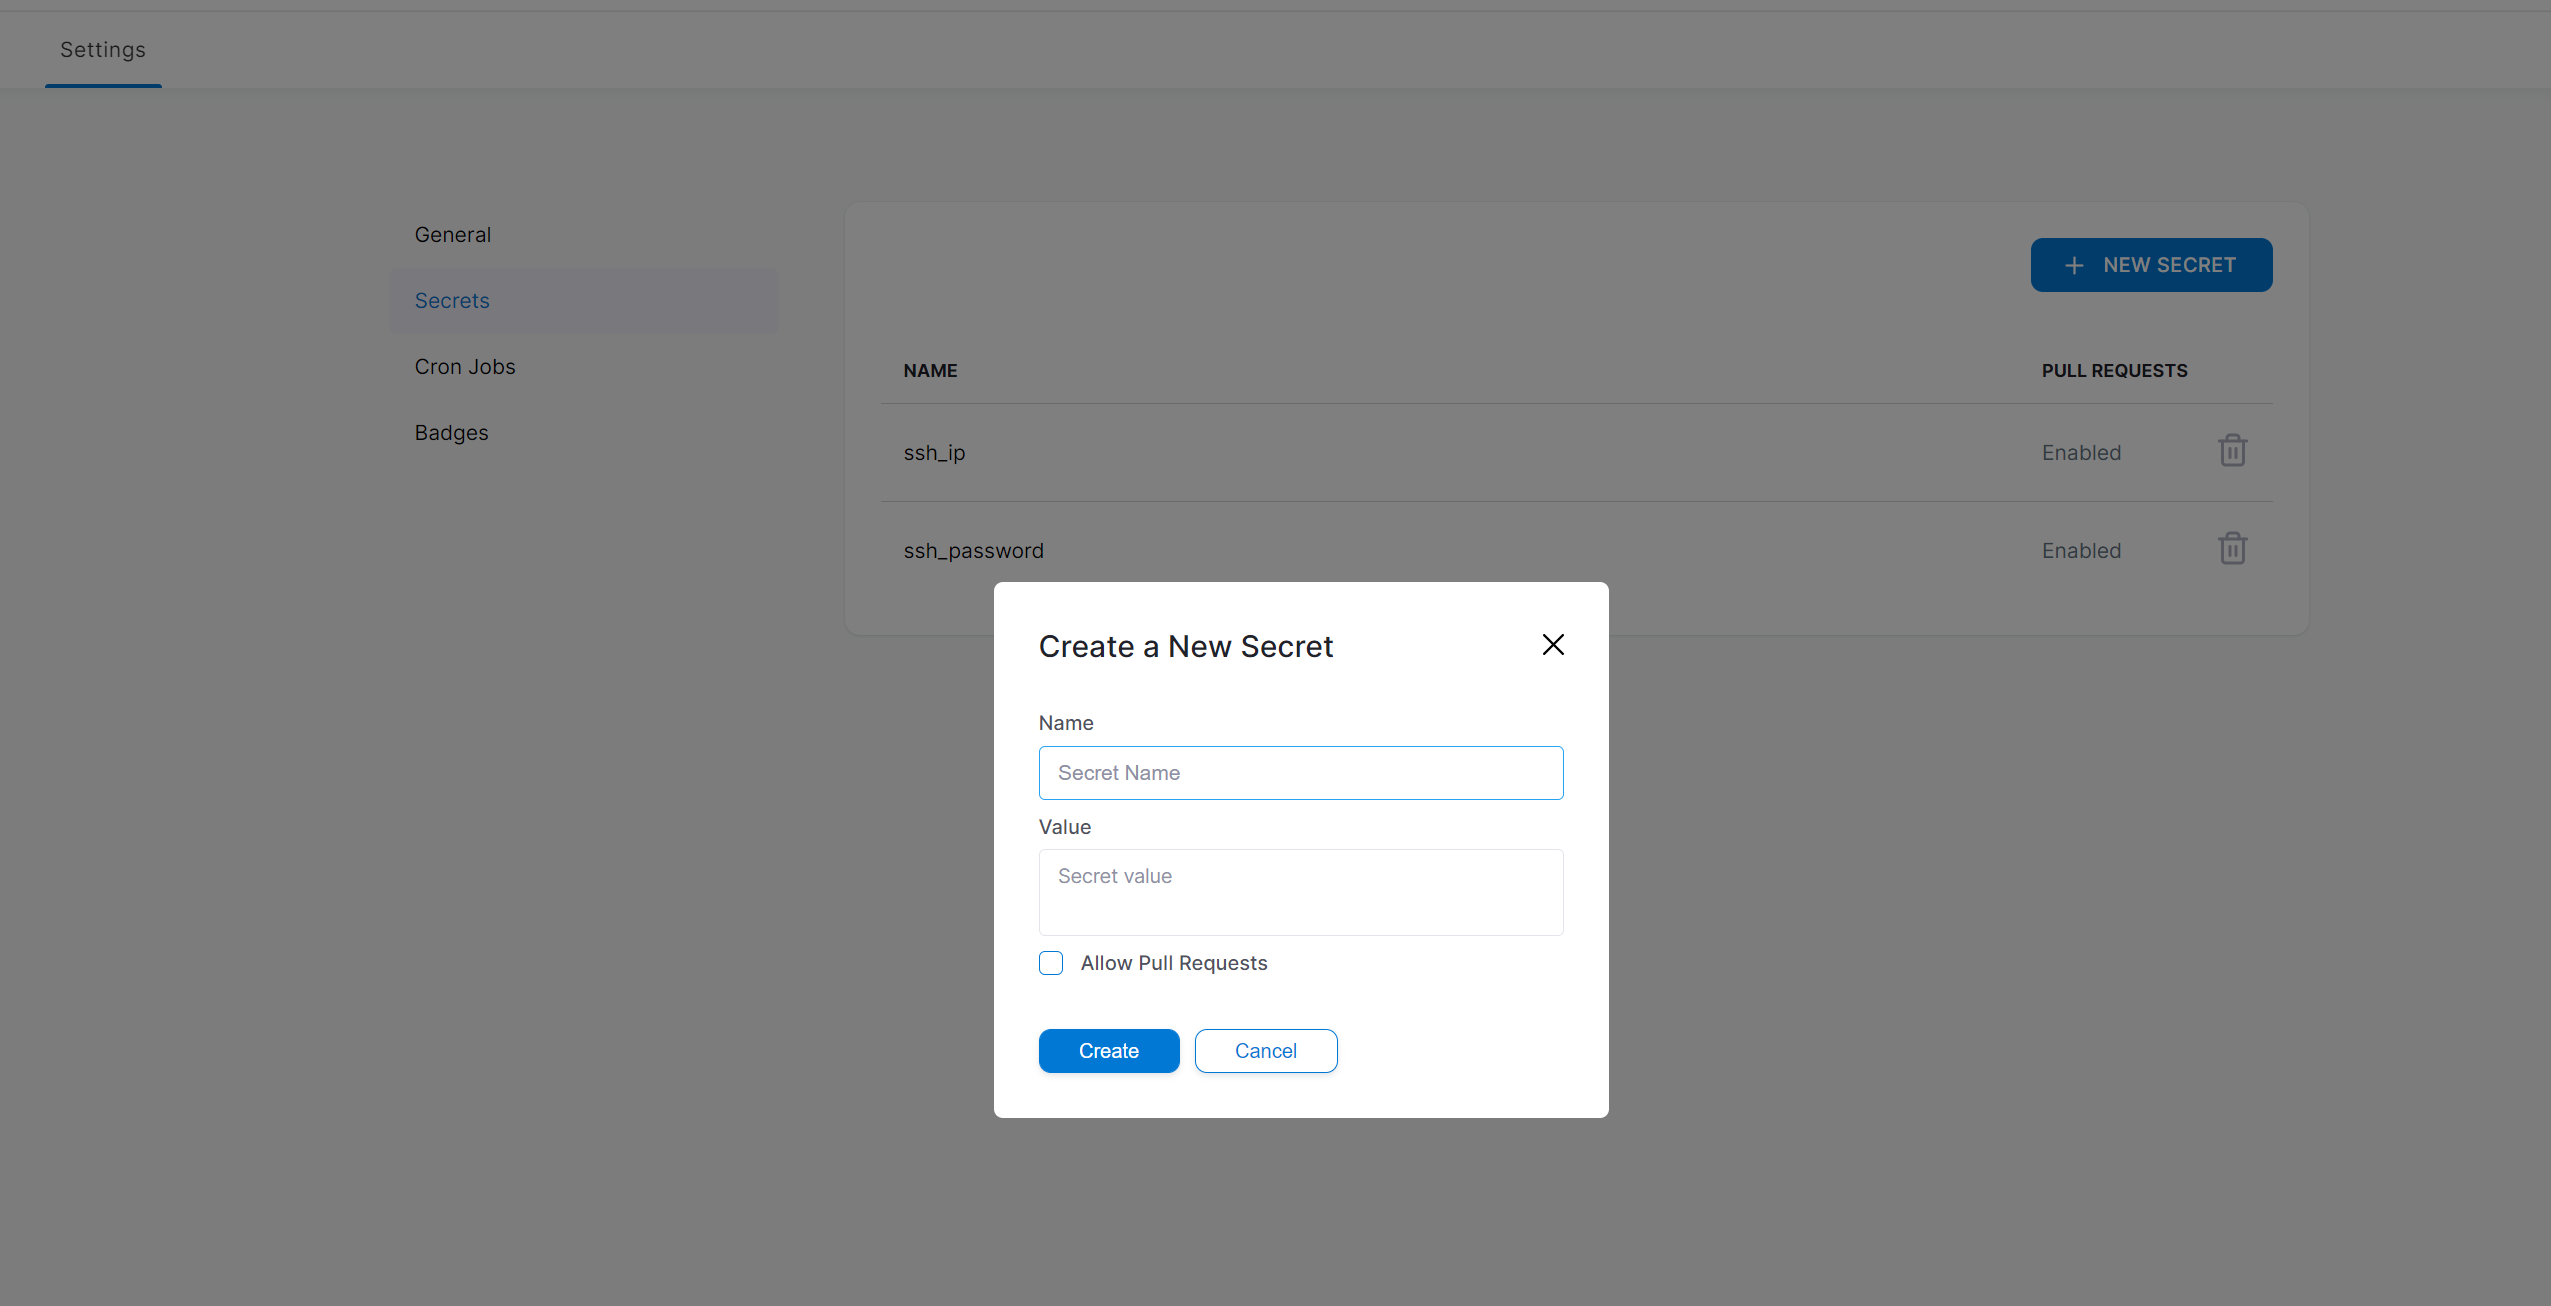 Settings
General
Secrets
Cron Jobs
Badges
NEW SECRET
NAME PULL REQUESTS
ssh_ip Enabled
ssh_password Enabled
Create a New Secret
Name
Secret Name
Value
Secret value
Allow Pull Requests
Create Cancel